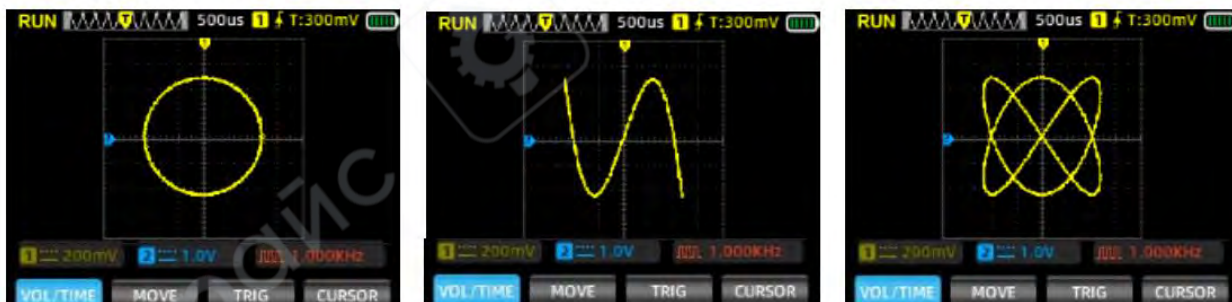 RUN T 500us 1 T:300mV
T
1 200mV 2 1.0V 1.000KHz
VOL/TIME MOVE TRIG CURSOR
RUN T 500us 1 T:300mV
T
1 200mV 2 1.0V 1.000KHz
VOL/TIME MOVE TRIG CURSOR
RUN T 500us 1 T:300mV
T
1 200mV 2 1.0V 1.000KHz
VOL/TIME MOVE TRIG CURSOR